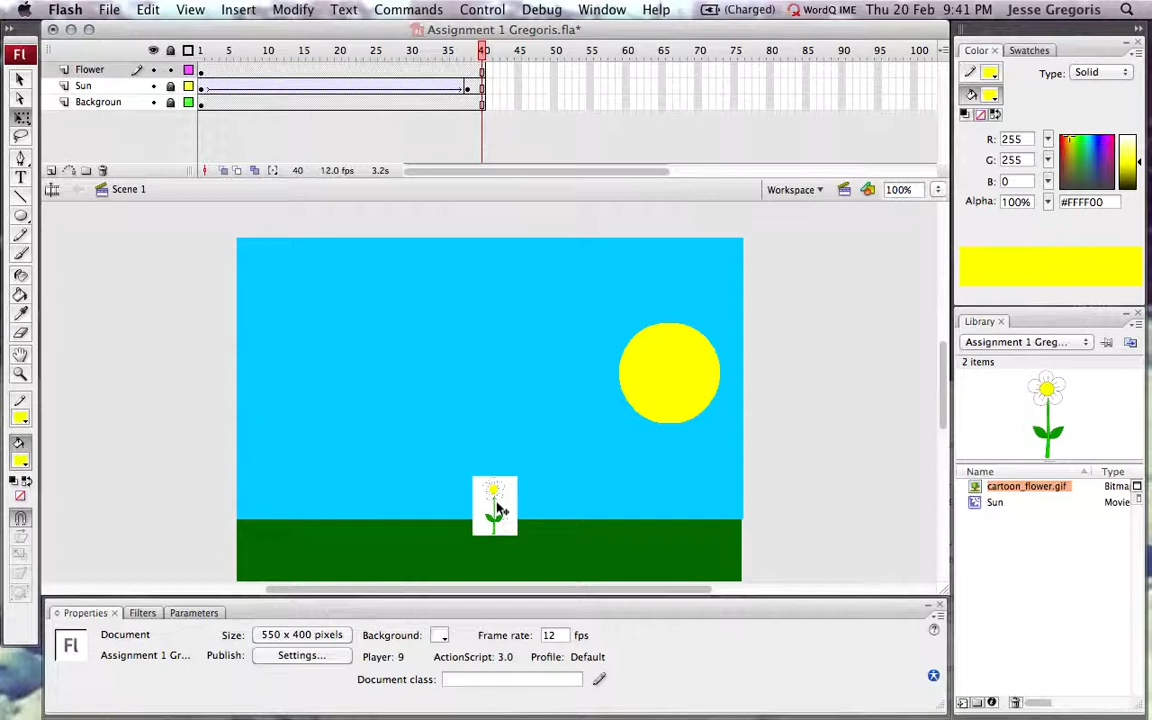 Flash File Edit View Insert Modify Text Commands Control Debug Window Help (Charged) WordQ IME Thu 20 Feb 9:41 PM Jesse Gregoris
Assignment 1 Gregoris.fla*
Fl
1 5 10 15 20 25 30 35 40 45 50 55 60 65 70 75 80 85 90 95 100
Flower
Sun
Backgroun
40 12.0 fps 3.2s
Scene 1 Workspace 100%
Color Swatches
Type: Solid
R: 255
G: 255
B: 0
Alpha: 100% #FFFF00
Library
Assignment 1 Greg...
2 items
Name Type
cartoon_flower.gif Bitma
Sun Movie
Properties Filters Parameters
Fl
Document Size: 550 x 400 pixels Background: Frame rate: 12 fps
Assignment 1 Gr... Publish: Settings... Player: 9 ActionScript: 3.0 Profile: Default
Document class: